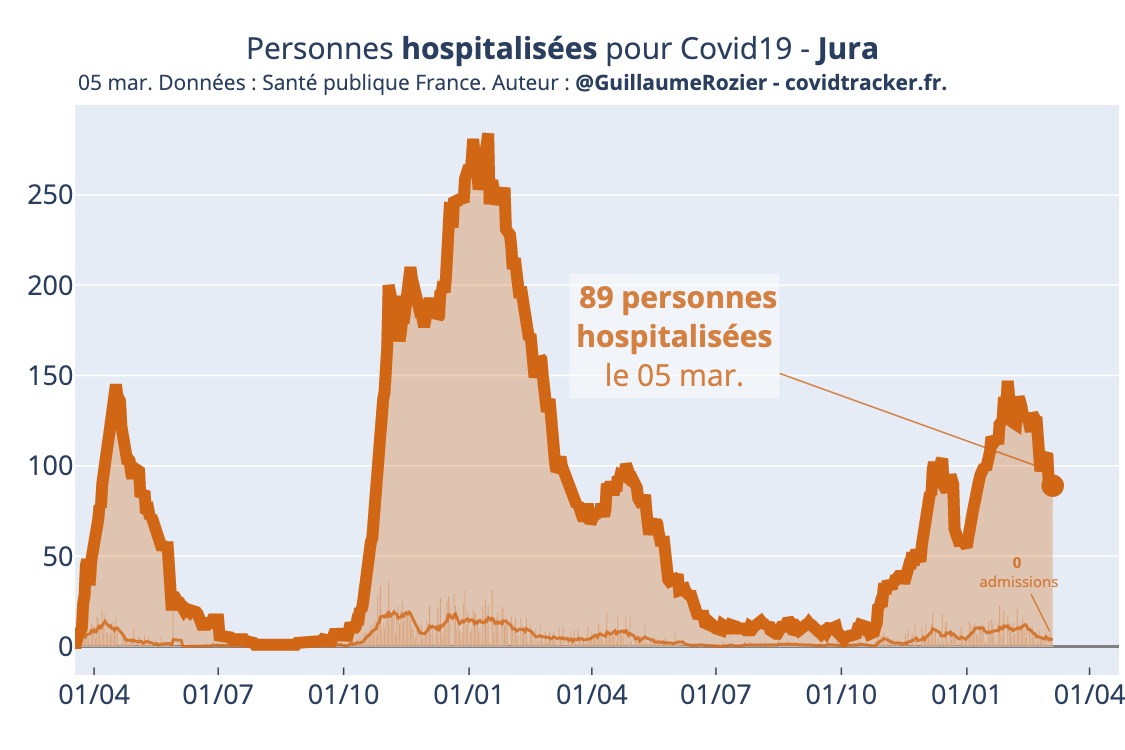 Personnes hospitalisées pour Covid19 - Jura
05 mar. Données : Santé publique France. Auteur : @GuillaumeRozier - covidtracker.fr.
250
200
150
100
50
0
89 personnes
hospitalisées
le 05 mar.
0
admissions
01/04 01/07 01/10 01/01 01/04 01/07 01/10 01/01 01/04